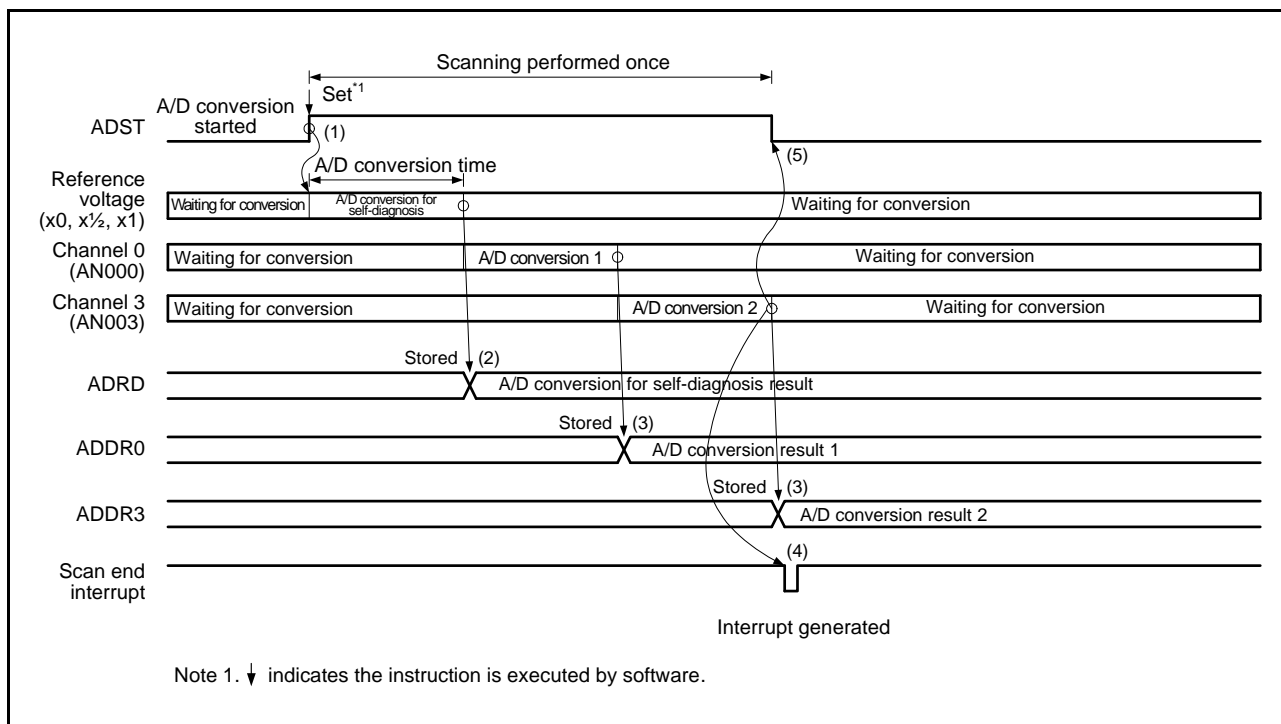 Scanning performed once
Set*1
A/D conversion
started
ADST
(1)
(5)
A/D conversion time
Reference
voltage
(x0, x½, x1)
Waiting for conversion
A/D conversion for
self-diagnosis
Waiting for conversion
Channel 0
(AN000)
Waiting for conversion
A/D conversion 1
Waiting for conversion
Channel 3
(AN003)
Waiting for conversion
A/D conversion 2
Waiting for conversion
Stored
(2)
ADRD
A/D conversion for self-diagnosis result
Stored
(3)
ADDR0
A/D conversion result 1
Stored
(3)
ADDR3
A/D conversion result 2
(4)
Scan end
interrupt
Interrupt generated
Note 1. ↓ indicates the instruction is executed by software.